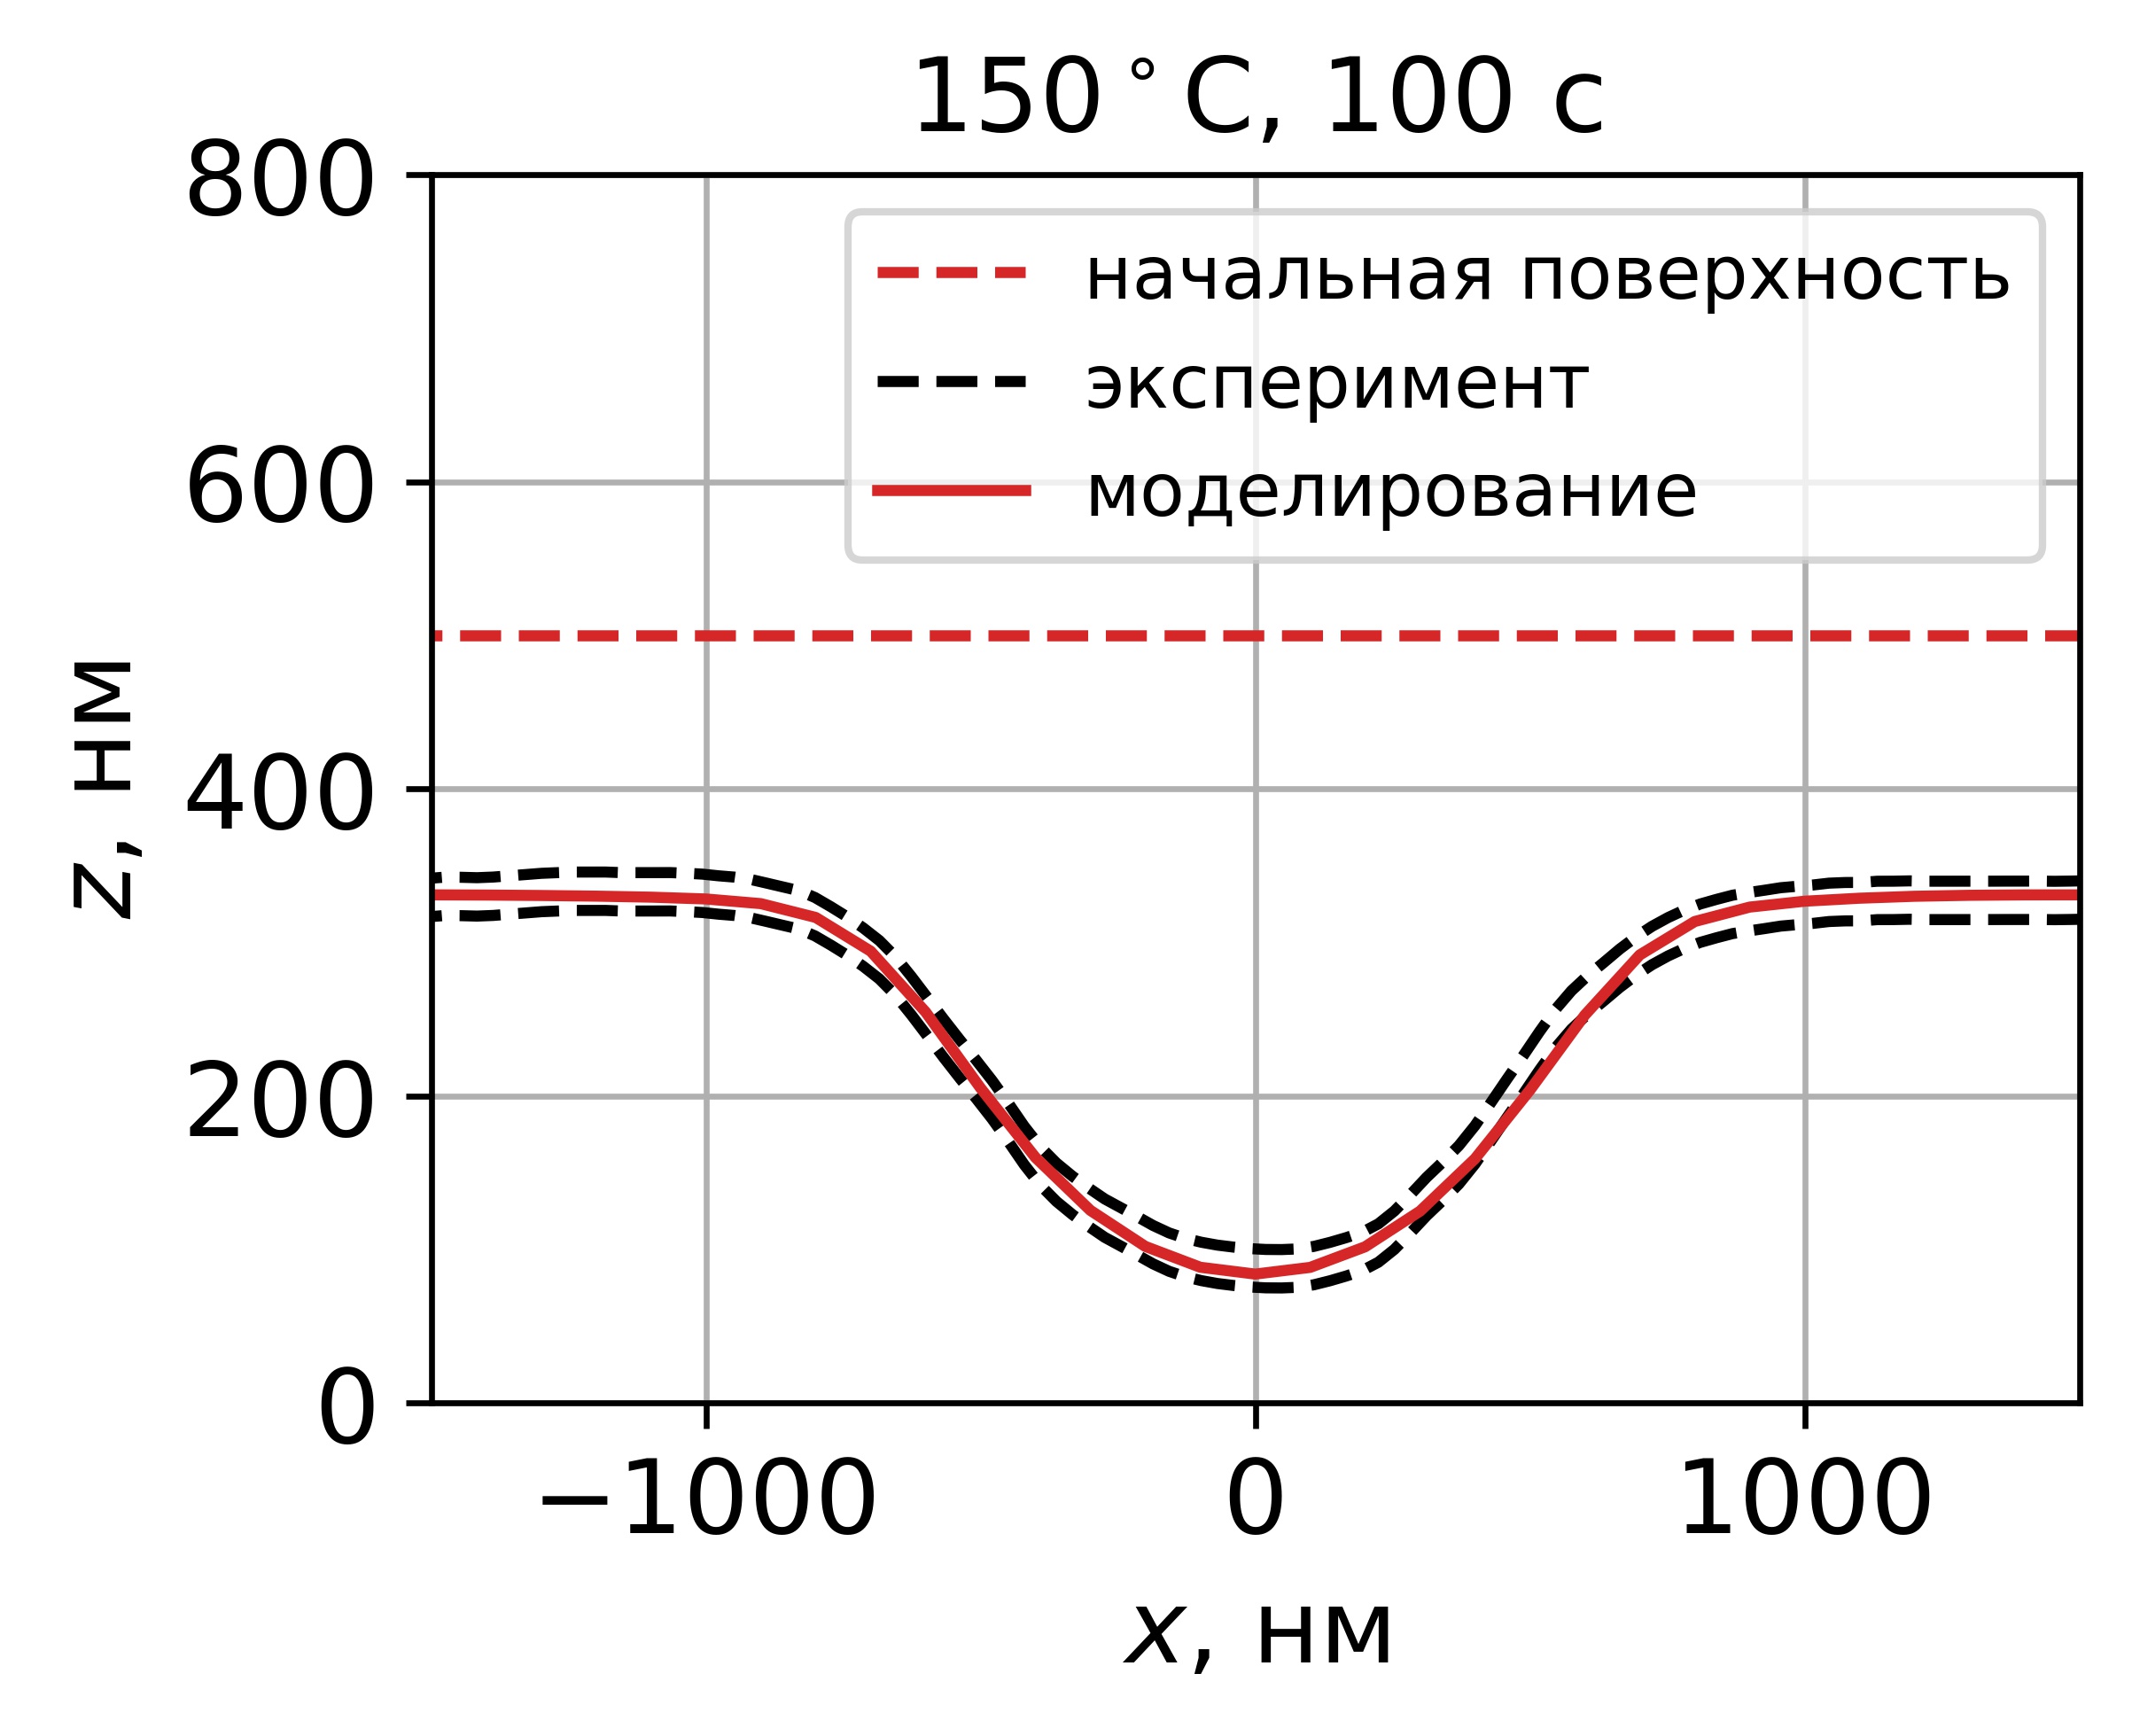 150 °C, 100 с
800
600
400
200
0
z, нм
начальная поверхность
эксперимент
моделирование
−1000 0 1000
x, нм